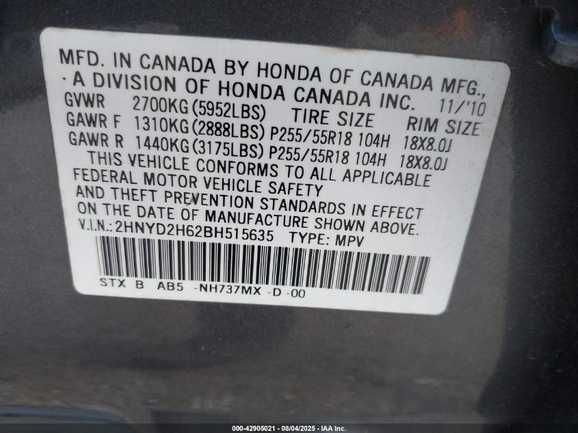 MFD. IN CANADA BY HONDA OF CANADA MFG.,
A DIVISION OF HONDA CANADA INC. 11/'10
GVWR 2700KG (5952LBS) TIRE SIZE RIM SIZE
GAWR F 1310KG (2888LBS) P255/55R18 104H 18X8.0J
GAWR R 1440KG (3175LBS) P255/55R18 104H 18X8.0J
THIS VEHICLE CONFORMS TO ALL APPLICABLE
FEDERAL MOTOR VEHICLE SAFETY
AND THEFT PREVENTION STANDARDS IN EFFECT
ON THE DATE OF MANUFACTURE SHOWN ABOVE.
V.I.N.: 2HNYD2H62BH515635 TYPE: MPV
STX B AB5 -NH737MX -D -00
000-42905021 - 08/04/2025 - IAA Inc.